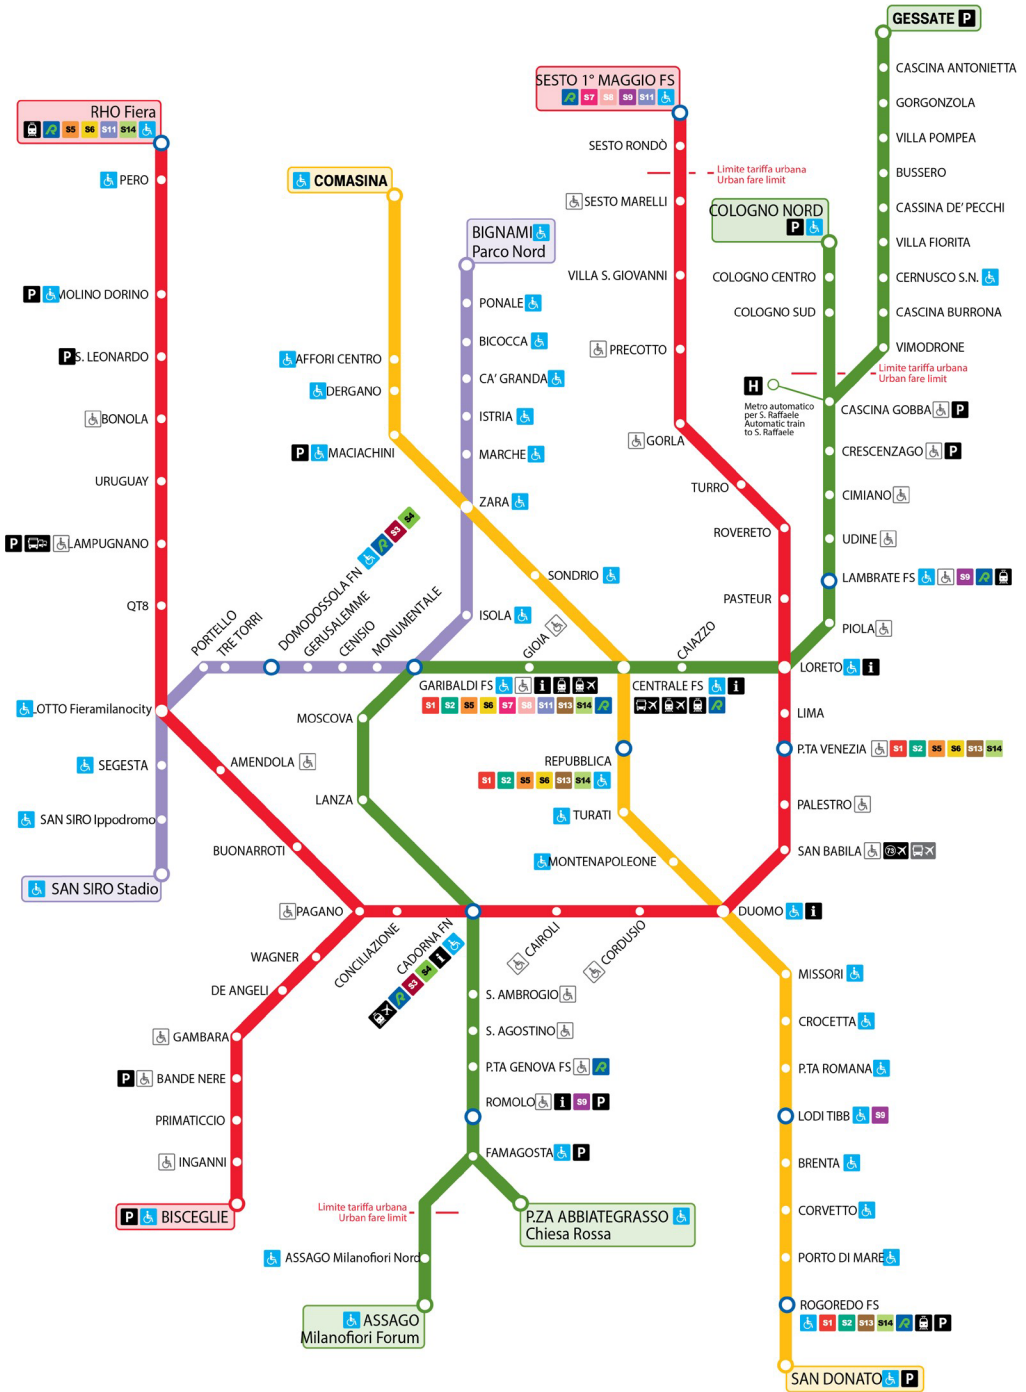 GESSATE P
CASCINA ANTONIETTA
GORGONZOLA
VILLA POMPEA
BUSSERO
CASSINA DE' PECCHI
VILLA FIORITA
CERNUSCO S.N.
CASCINA BURRONA
VIMODRONE
Limite tariffa urbana
Urban fare limit
COLOGNO NORD
P
COLOGNO CENTRO
COLOGNO SUD
H
Metro automatico
per S. Raffaele
Automatic train
to S. Raffaele
CASCINA GOBBA P
CRESCENZAGO P
CIMIANO
UDINE
LAMBRATE FS S9 R
PIOLA
LORETO i
SESTO 1° MAGGIO FS
R S7 S8 S9 S11
SESTO RONDÒ
Limite tariffa urbana
Urban fare limit
SESTO MARELLI
VILLA S. GIOVANNI
PRECOTTO
GORLA
TURRO
ROVERETO
PASTEUR
LIMA
P.TA VENEZIA S1 S2 S5 S6 S13 S14
PALESTRO
SAN BABILA 73
DUOMO i
RHO Fiera
R S5 S6 S11 S14
PERO
P MOLINO DORINO
P S. LEONARDO
BONOLA
URUGUAY
P LAMPUGNANO
QT8
LOTTO Fieramilanocity
SEGESTA
SAN SIRO Ippodromo
SAN SIRO Stadio
COMASINA
AFFORI CENTRO
DERGANO
P MACIACHINI
BIGNAMI
Parco Nord
PONALE
BICOCCA
CA' GRANDA
ISTRIA
MARCHE
ZARA
SONDRIO
ISOLA
PORTELLO
TRE TORRI
DOMODOSSOLA FN R S3 S4
GERUSALEMME
CENISIO
MONUMENTALE
GIOIA
CAIAZZO
GARIBALDI FS i
S1 S2 S5 S6 S7 S8 S11 S13 S14 R
CENTRALE FS i
R
MOSCOVA
LANZA
REPUBBLICA
S1 S2 S5 S6 S13 S14
TURATI
MONTENAPOLEONE
AMENDOLA
BUONARROTI
PAGANO
CONCILIAZIONE
CADORNA FN
R S3 S4 i
CAIROLI
CORDUSIO
WAGNER
DE ANGELI
GAMBARA
P BANDE NERE
PRIMATICCIO
INGANNI
P BISCEGLIE
S. AMBROGIO
S. AGOSTINO
P.TA GENOVA FS R
ROMOLO i S9 P
FAMAGOSTA P
Limite tariffa urbana
Urban fare limit
P.ZA ABBIATEGRASSO
Chiesa Rossa
ASSAGO Milanofiori Nord
ASSAGO
Milanofiori Forum
MISSORI
CROCETTA
P.TA ROMANA
LODI TIBB S9
BRENTA
CORVETTO
PORTO DI MARE
ROGOREDO FS
S1 S2 S13 S14 R P
SAN DONATO P